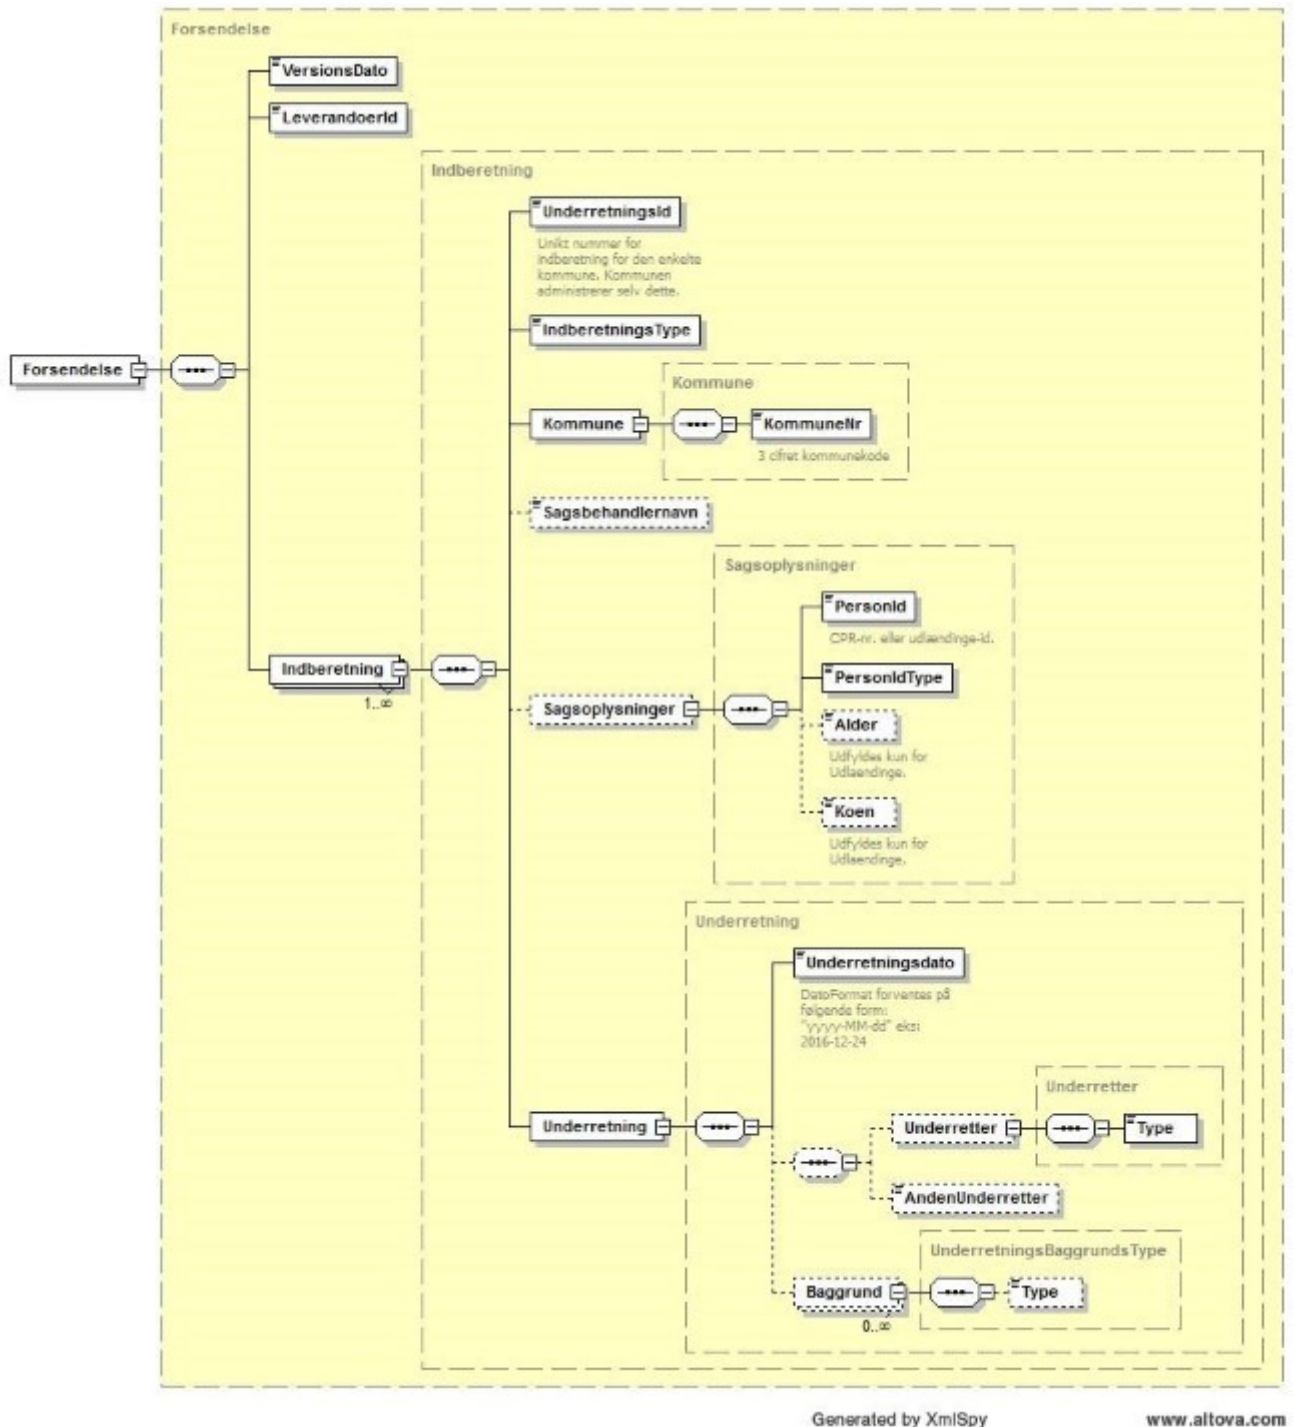 Forsendelse
VersionsDato
LeverandoerId
Indberetning
UnderretningsId
Unikt nummer for
indberetning for den enkelte
kommune. Kommunen
administrerer selv dette.
IndberetningsType
Forsendelse
Kommune
Kommune
KommuneNr
3 cifret kommunekode
Sagsbehandlernavn
Sagsoplysninger
PersonId
CPR-nr. eller udlændinge-id.
Indberetning
1..∞
PersonIdType
Sagsoplysninger
Alder
Udfyldes kun for
Udlaendinge.
Koen
Udfyldes kun for
Udlaendinge.
Underretning
Underretningsdato
DatoFormat forventes på
følgende form:
"yyyy-MM-dd" eks:
2016-12-24
Underretter
Underretning
Underretter
Type
AndenUnderretter
UnderretningsBaggrundsType
Baggrund
0..∞
Type
Generated by XmlSpy
www.altova.com